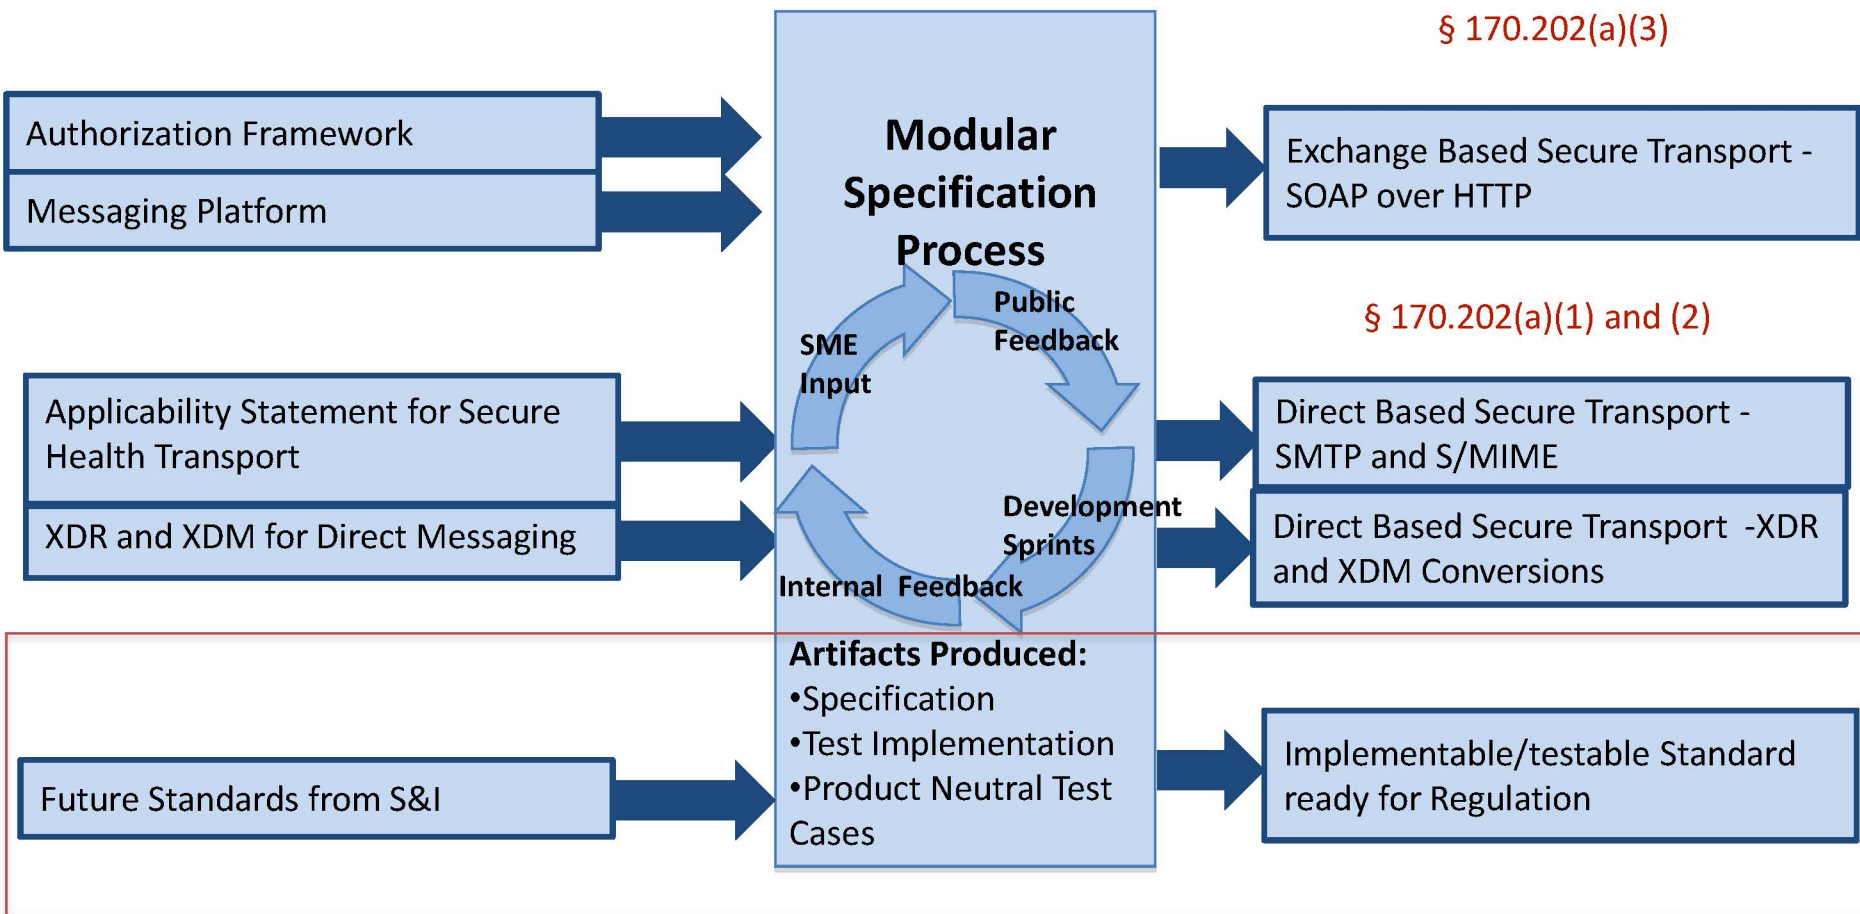 § 170.202(a)(3)
Authorization Framework
Messaging Platform
Modular
Specification
Process
Exchange Based Secure Transport -
SOAP over HTTP
SME
Input
Public
Feedback
Development
Sprints
Internal  Feedback
§ 170.202(a)(1) and (2)
Applicability Statement for Secure
Health Transport
XDR and XDM for Direct Messaging
Direct Based Secure Transport -
SMTP and S/MIME
Direct Based Secure Transport  -XDR
and XDM Conversions
Artifacts Produced:
•Specification
•Test Implementation
•Product Neutral Test
Cases
Future Standards from S&I
Implementable/testable Standard
ready for Regulation